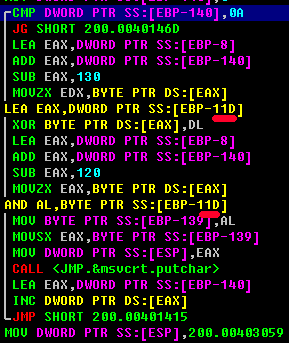 CMP DWORD PTR SS:[EBP-140],0A
JG SHORT 200.0040146D
LEA EAX,DWORD PTR SS:[EBP-8]
ADD EAX,DWORD PTR SS:[EBP-140]
SUB EAX,130
MOVZX EDX,BYTE PTR DS:[EAX]
LEA EAX,DWORD PTR SS:[EBP-11D]
XOR BYTE PTR DS:[EAX],DL
LEA EAX,DWORD PTR SS:[EBP-8]
ADD EAX,DWORD PTR SS:[EBP-140]
SUB EAX,120
MOVZX EAX,BYTE PTR DS:[EAX]
AND AL,BYTE PTR SS:[EBP-11D]
MOV BYTE PTR SS:[EBP-139],AL
MOVSX EAX,BYTE PTR SS:[EBP-139]
MOV DWORD PTR SS:[ESP],EAX
CALL <JMP.&msvcrt.putchar>
LEA EAX,DWORD PTR SS:[EBP-140]
INC DWORD PTR DS:[EAX]
JMP SHORT 200.00401415
MOV DWORD PTR SS:[ESP],200.00403059